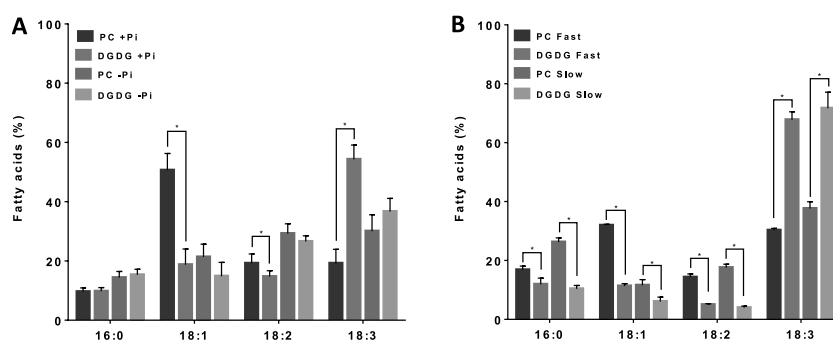 A
PC +Pi
DGDG +Pi
PC -Pi
DGDG -Pi
Fatty acids (%)
100
80
60
40
20
0
*
*
*
16:0 18:1 18:2 18:3
B
PC Fast
DGDG Fast
PC Slow
DGDG Slow
Fatty acids (%)
100
80
60
40
20
0
*
*
*
*
*
*
*
*
16:0 18:1 18:2 18:3